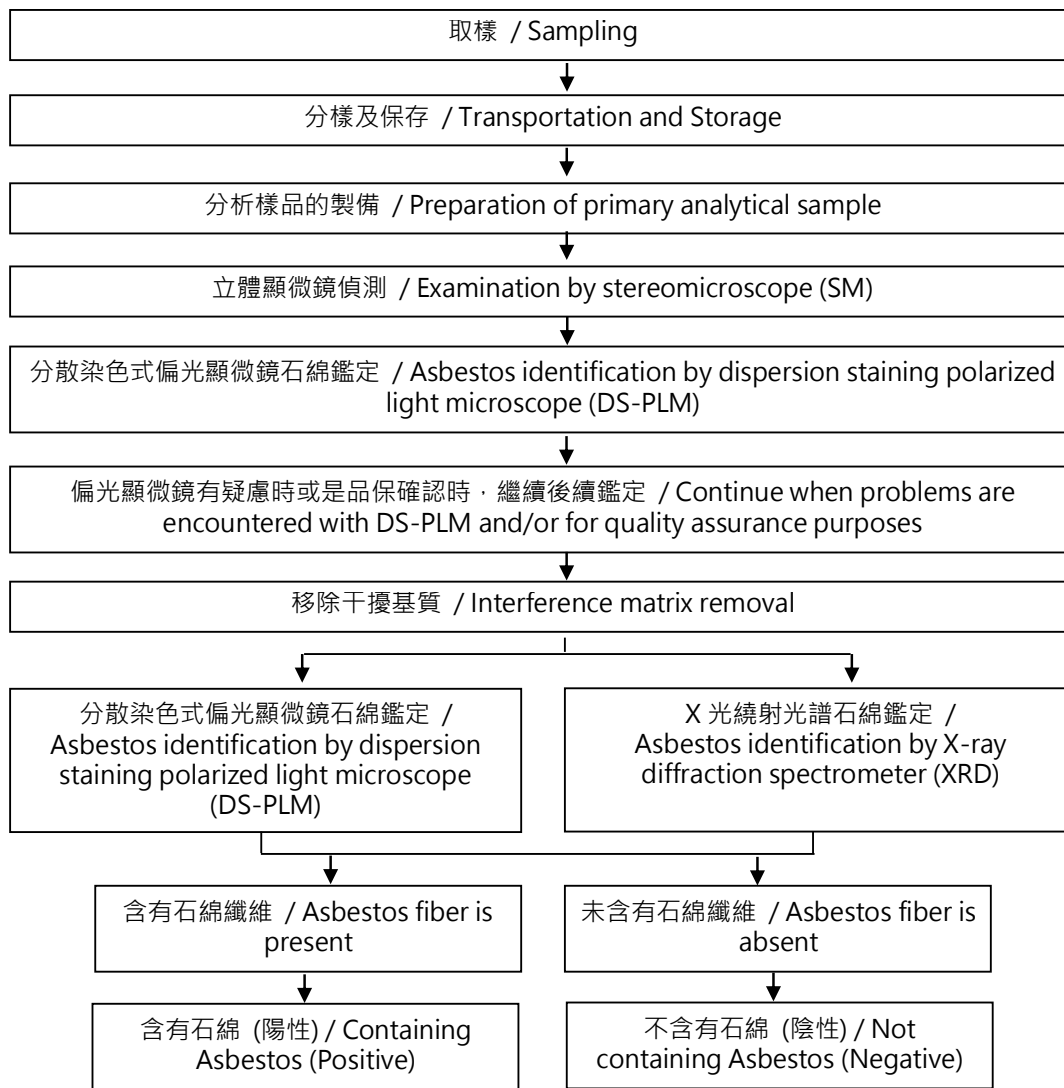 取樣 / Sampling
分樣及保存 / Transportation and Storage
分析樣品的製備 / Preparation of primary analytical sample
立體顯微鏡偵測 / Examination by stereomicroscope (SM)
分散染色式偏光顯微鏡石綿鑑定 / Asbestos identification by dispersion staining polarized
light microscope (DS-PLM)
偏光顯微鏡有疑慮時或是品保確認時，繼續後續鑑定 / Continue when problems are
encountered with DS-PLM and/or for quality assurance purposes
移除干擾基質 / Interference matrix removal
分散染色式偏光顯微鏡石綿鑑定 /
Asbestos identification by dispersion
staining polarized light microscope
(DS-PLM)
X 光繞射光譜石綿鑑定 /
Asbestos identification by X-ray
diffraction spectrometer (XRD)
含有石綿纖維 / Asbestos fiber is
present
未含有石綿纖維 / Asbestos fiber is
absent
含有石綿 (陽性) / Containing
Asbestos (Positive)
不含有石綿 (陰性) / Not
containing Asbestos (Negative)